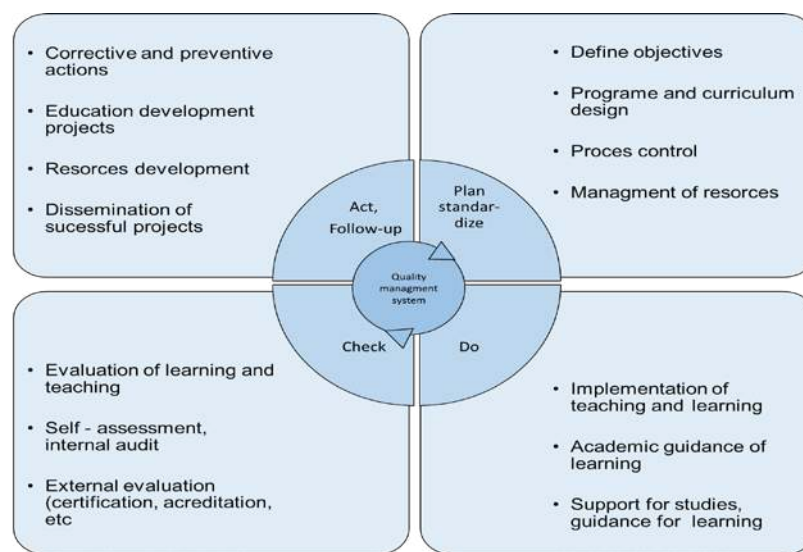 • Corrective and preventive
actions
• Education development
projects
• Resorces development
• Dissemination of
sucessful projects
• Define objectives
• Programe and curriculum
design
• Proces control
• Managment of resorces
Act,
Follow-up
Plan
standar-
dize
Quality
managment
system
Check
Do
• Evaluation of learning and
teaching
• Self - assessment,
internal audit
• External evaluation
(certification, acreditation,
etc
• Implementation of
teaching and learning
• Academic guidance of
learning
• Support for studies,
guidance for learning